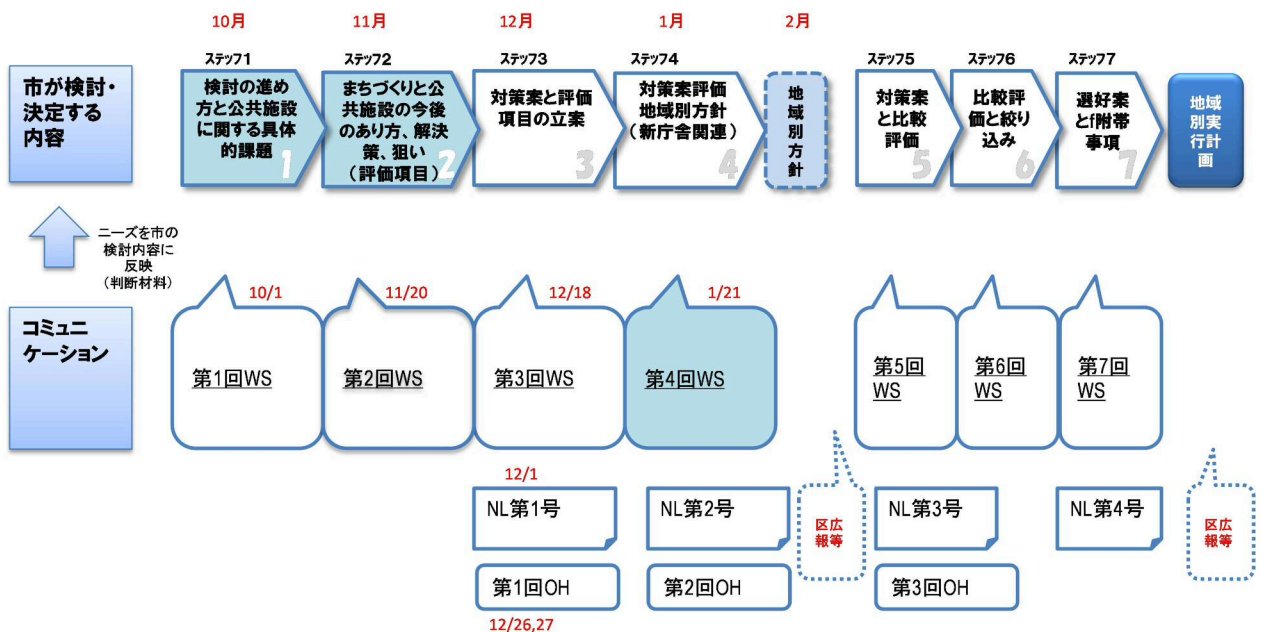 10月
11月
12月
1月
2月
市が検討・
決定する
内容
ステップ1
検討の進め
方と公共施設
に関する具体
的課題
1
ステップ2
まちづくりと公
共施設の今後
のあり方、解決
策、狙い
（評価項目）
2
ステップ3
対策案と評価
項目の立案
3
ステップ4
対策案評価
地域別方針
（新庁舎関連）
4
地域別方針
ステップ5
対策案
と比較
評価
5
ステップ6
比較評
価と絞り
込み
6
ステップ7
選好案
とf附帯
事項
7
地域
別実
行計
画
ニーズを市の
検討内容に
反映
（判断材料）
コミュニ
ケーション
10/1
第1回WS
11/20
第2回WS
12/18
第3回WS
1/21
第4回WS
第5回
WS
第6回
WS
第7回
WS
12/1
NL第1号
NL第2号
区広
報等
NL第3号
NL第4号
区広
報等
第1回OH
第2回OH
第3回OH
12/26,27